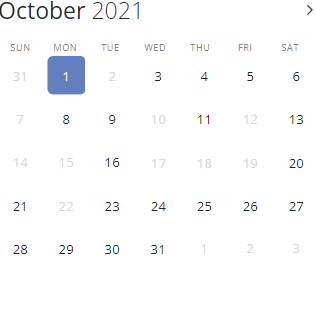 October 2021
SUN MON TUE WED THU FRI SAT
31 1 2 3 4 5 6
7 8 9 10 11 12 13
14 15 16 17 18 19 20
21 22 23 24 25 26 27
28 29 30 31 1 2 3